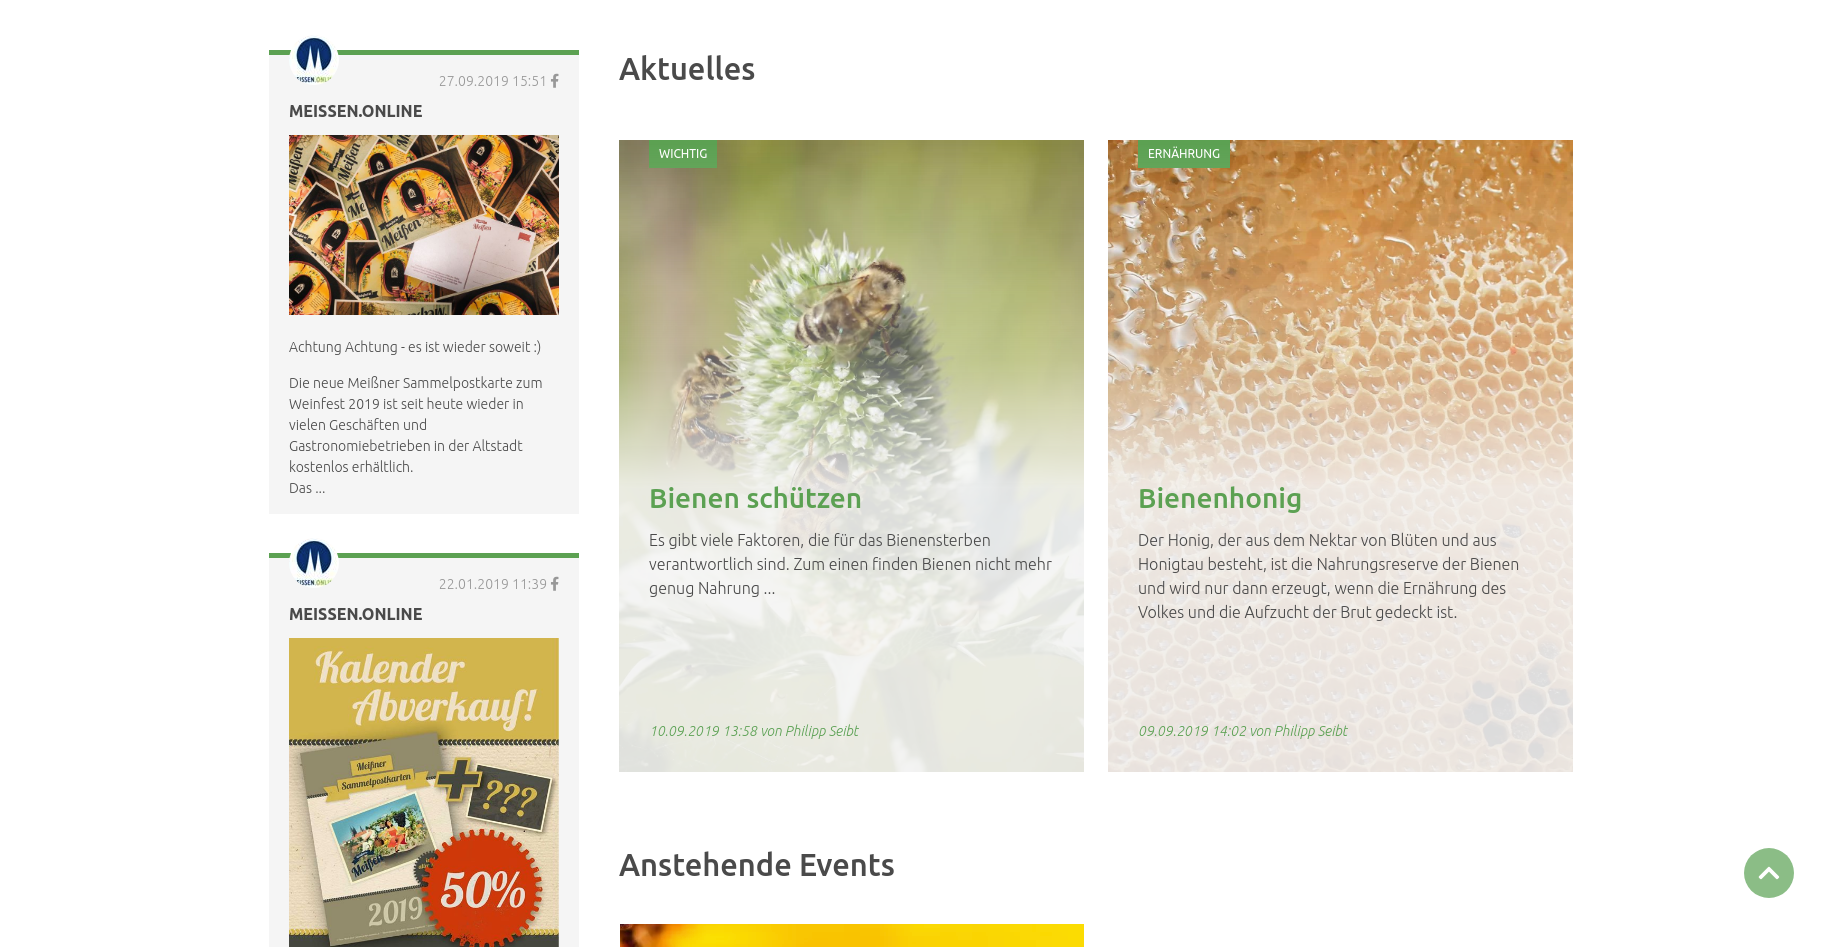 27.09.2019 15:51
MEISSEN.ONLINE
Meißen
Achtung Achtung - es ist wieder soweit :)
Die neue Meißner Sammelpostkarte zum
Weinfest 2019 ist seit heute wieder in
vielen Geschäften und
Gastronomiebetrieben in der Altstadt
kostenlos erhältlich.
Das ...
22.01.2019 11:39
MEISSEN.ONLINE
Kalender
Abverkauf!
Meißner
Sammelpostkarten
+ ???
Meißen
50%
2019
Aktuelles
WICHTIG
Bienen schützen
Es gibt viele Faktoren, die für das Bienensterben
verantwortlich sind. Zum einen finden Bienen nicht mehr
genug Nahrung ...
10.09.2019 13:58 von Philipp Seibt
ERNÄHRUNG
Bienenhonig
Der Honig, der aus dem Nektar von Blüten und aus
Honigtau besteht, ist die Nahrungsreserve der Bienen
und wird nur dann erzeugt, wenn die Ernährung des
Volkes und die Aufzucht der Brut gedeckt ist.
09.09.2019 14:02 von Philipp Seibt
Anstehende Events